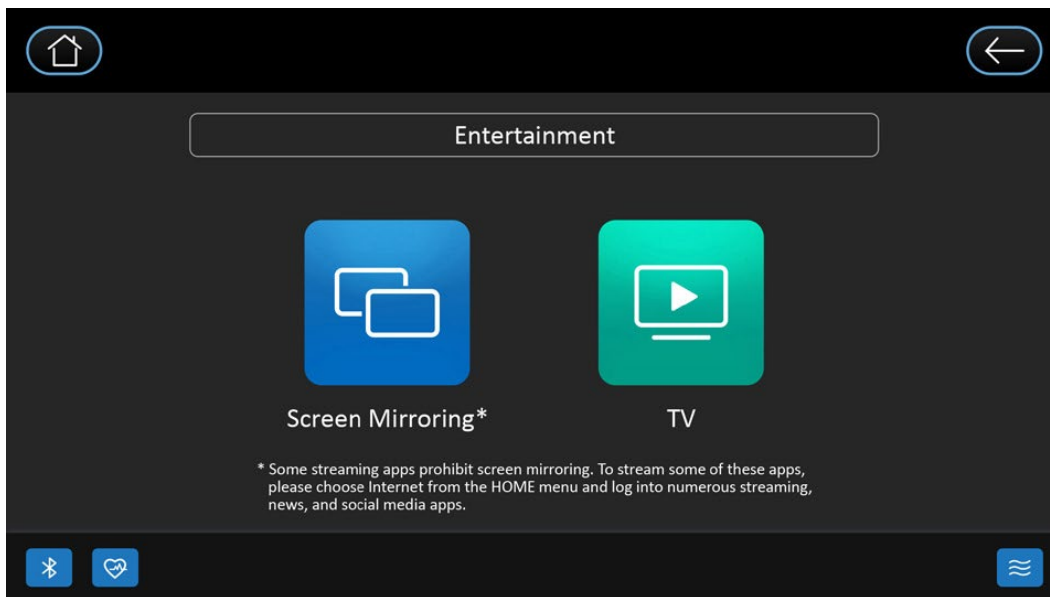 Entertainment
Screen Mirroring*
TV
* Some streaming apps prohibit screen mirroring. To stream some of these apps,
please choose Internet from the HOME menu and log into numerous streaming,
news, and social media apps.